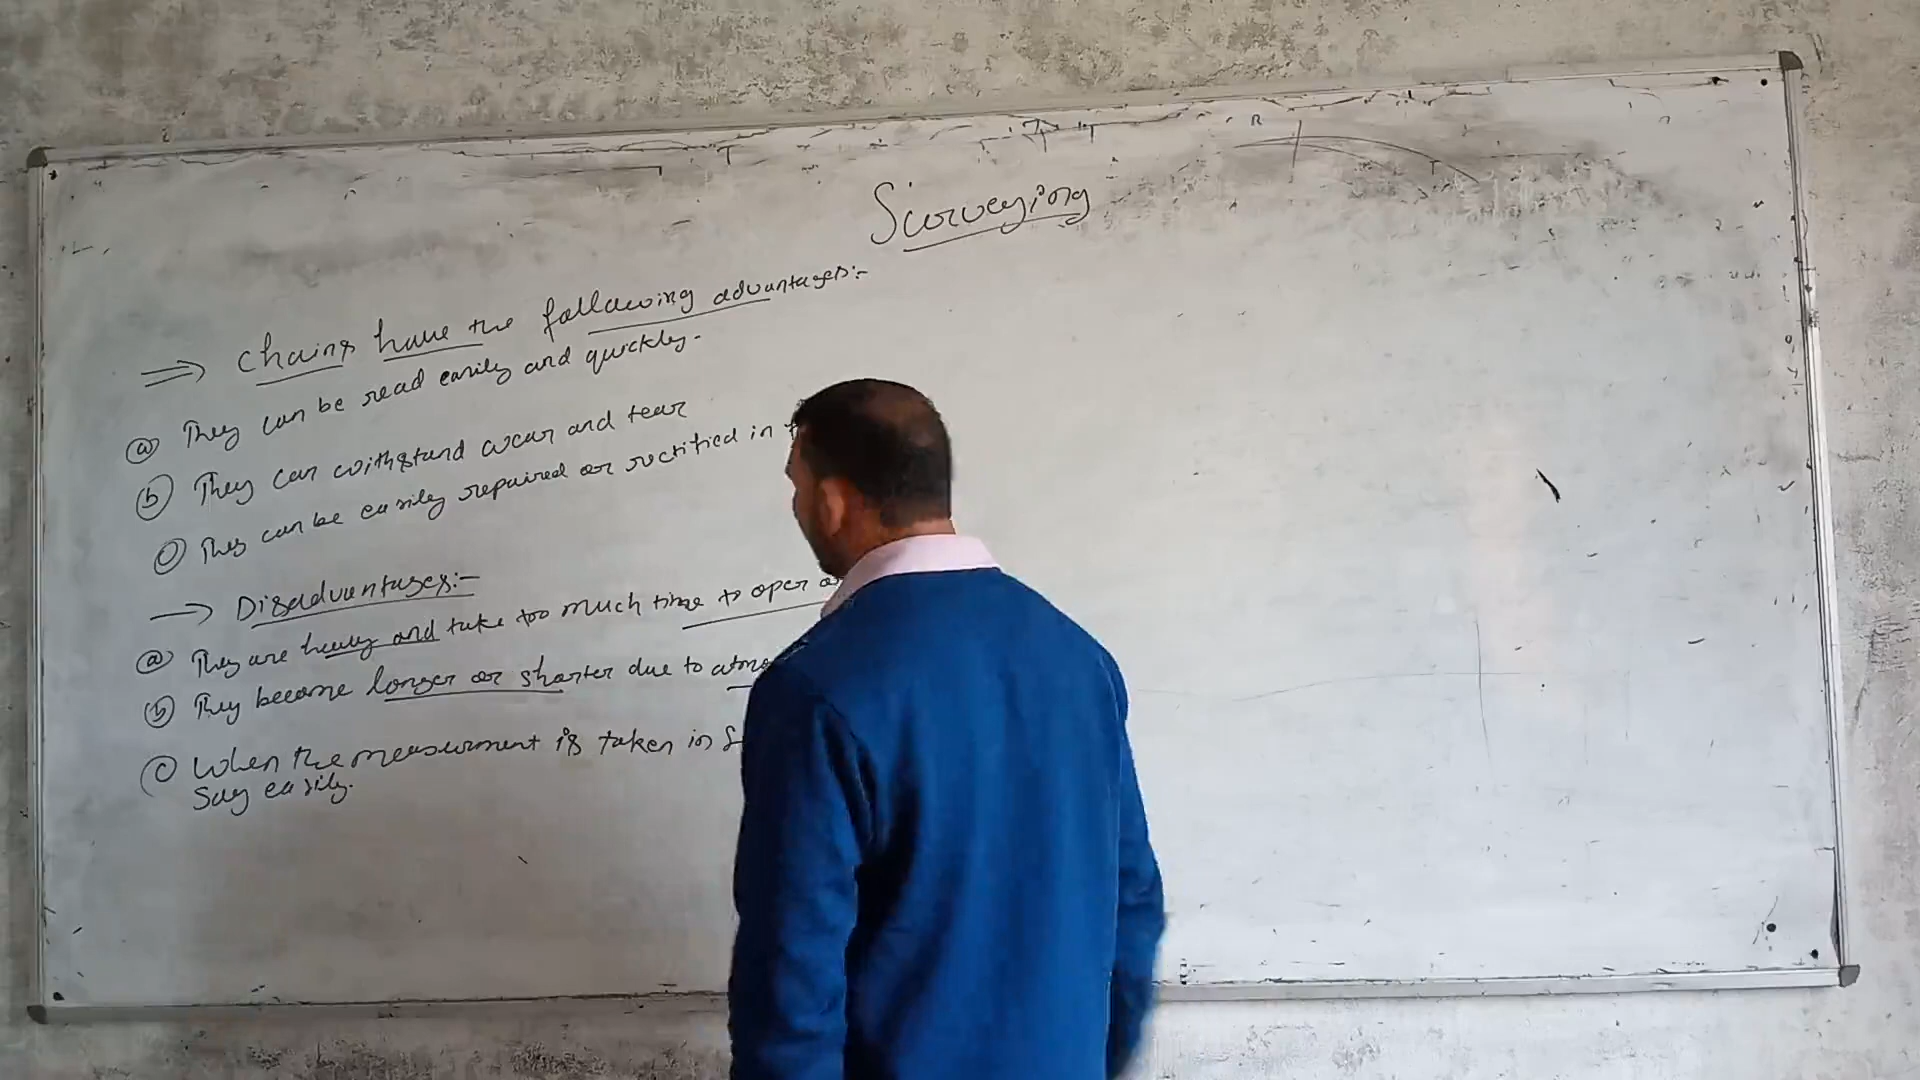 Surveying
⇒ Chains have the following advantages:-
(a) They can be read easily and quickly.
(b) They can withstand wear and tear
(c) They can be easily repaired or rectified in
→ Disadvantages:-
(a) They are heavy and take too much time to open
(b) They become longer or shorter due to
(c) When the measurment is taken in
Sag easily.
R